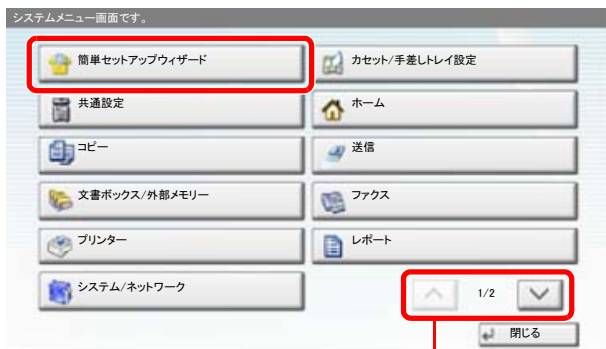 システムメニュー画面です。
簡単セットアップウィザード
カセット/手差しトレイ設定
共通設定
ホーム
コピー
送信
文書ボックス/外部メモリー
ファクス
プリンター
レポート
システム/ネットワーク
1/2
閉じる